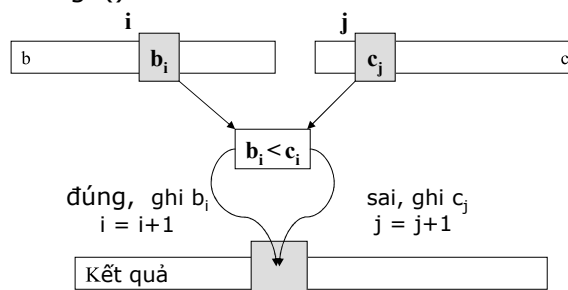 i j
b b_i c_j c
b_i < c_i
đúng, ghi b_i sai, ghi c_j
i = i+1 j = j+1
Kết quả